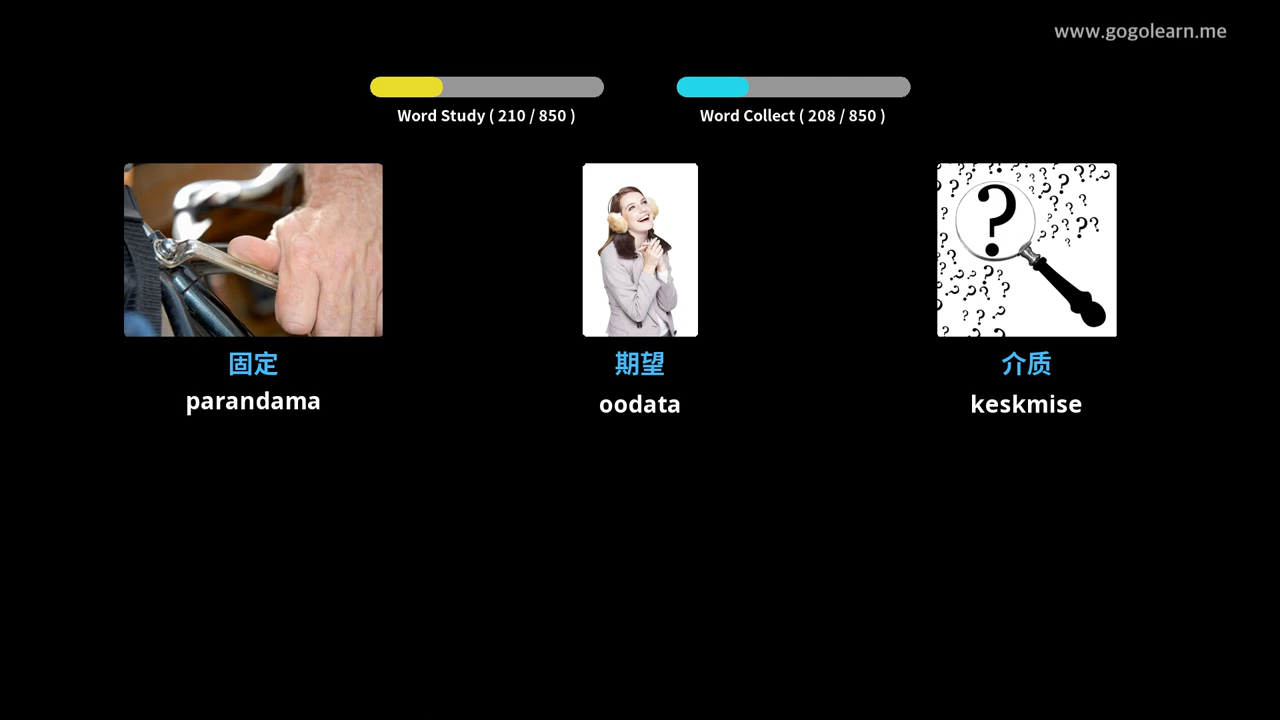 www.gogolearn.me
Word Study ( 210 / 850 )
Word Collect ( 208 / 850 )
固定
期望
介质
parandama
oodata
keskmise